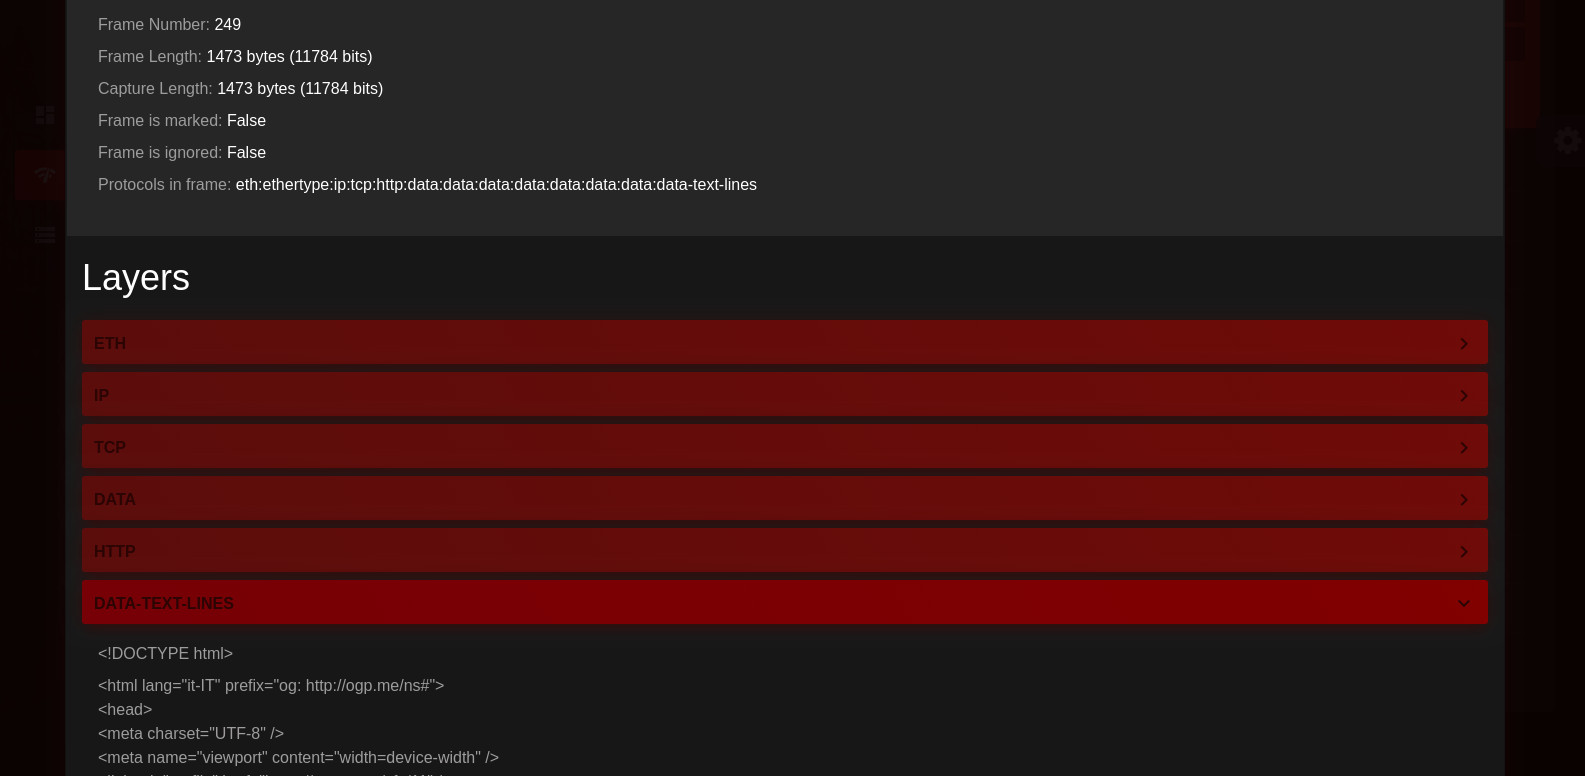 Frame Number: 249
Frame Length: 1473 bytes (11784 bits)
Capture Length: 1473 bytes (11784 bits)
Frame is marked: False
Frame is ignored: False
Protocols in frame: eth:ethertype:ip:tcp:http:data:data:data:data:data:data:data:data-text-lines
Layers
ETH
IP
TCP
DATA
HTTP
DATA-TEXT-LINES
<!DOCTYPE html>
<html lang="it-IT" prefix="og: http://ogp.me/ns#">
<head>
<meta charset="UTF-8" />
<meta name="viewport" content="width=device-width" />